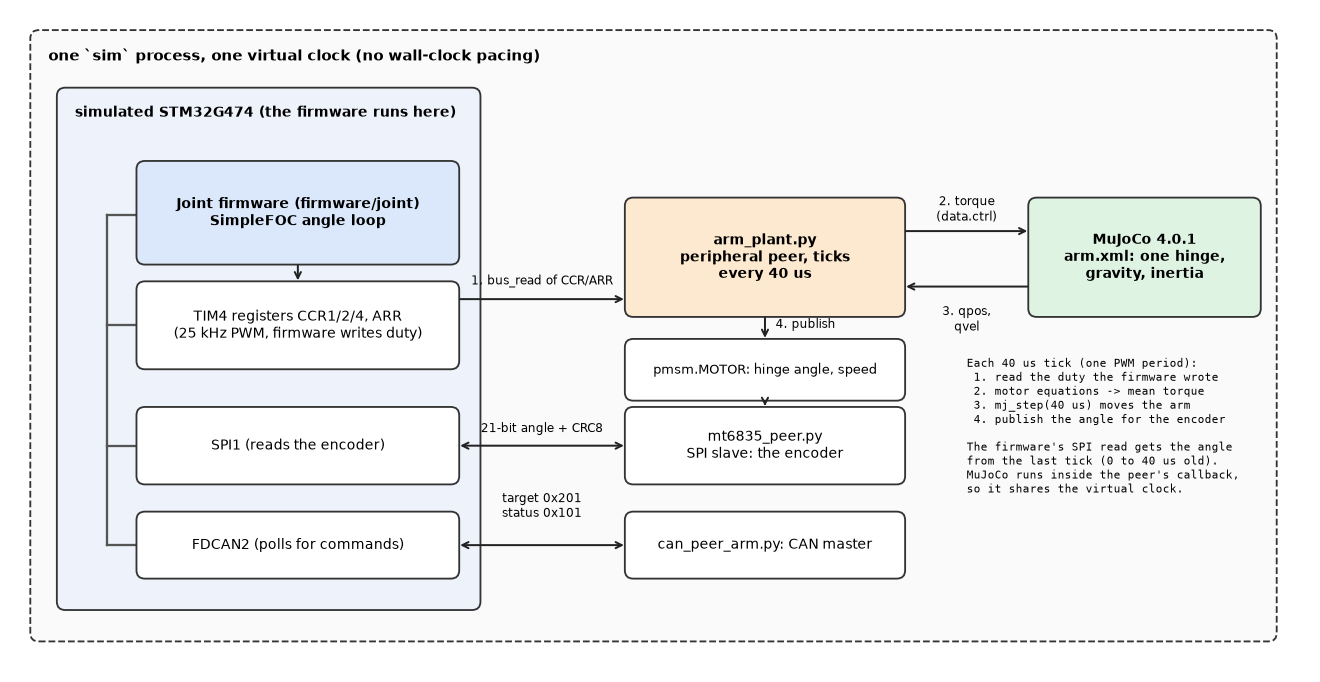 one `sim` process, one virtual clock (no wall-clock pacing)
simulated STM32G474 (the firmware runs here)
Joint firmware (firmware/joint)
SimpleFOC angle loop
TIM4 registers CCR1/2/4, ARR
(25 kHz PWM, firmware writes duty)
SPI1 (reads the encoder)
FDCAN2 (polls for commands)
1. bus_read of CCR/ARR
21-bit angle + CRC8
target 0x201
status 0x101
arm_plant.py
peripheral peer, ticks
every 40 us
4. publish
pmsm.MOTOR: hinge angle, speed
mt6835_peer.py
SPI slave: the encoder
can_peer_arm.py: CAN master
2. torque
(data.ctrl)
3. qpos,
qvel
MuJoCo 4.0.1
arm.xml: one hinge,
gravity, inertia
Each 40 us tick (one PWM period):
1. read the duty the firmware wrote
2. motor equations -> mean torque
3. mj_step(40 us) moves the arm
4. publish the angle for the encoder
The firmware's SPI read gets the angle
from the last tick (0 to 40 us old).
MuJoCo runs inside the peer's callback,
so it shares the virtual clock.